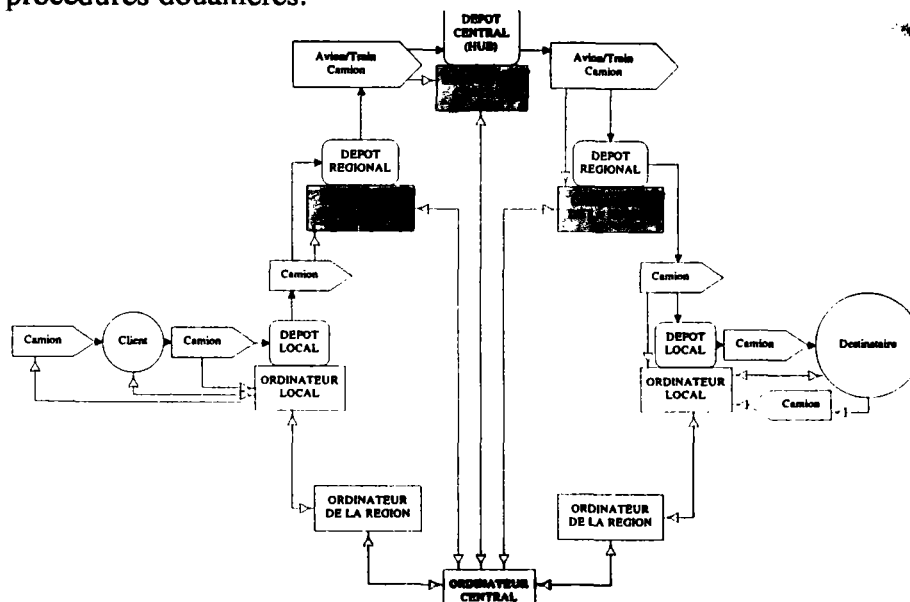 procédures douanières.
DEPOT
CENTRAL
(HUB)
Avion/Train
Camion
Avion/Train
Camion
DEPOT
REGIONAL
DEPOT
REGIONAL
Camion
Camion
Camion
Client
Camion
DEPOT
LOCAL
DEPOT
LOCAL
Camion
Destinataire
ORDINATEUR
LOCAL
ORDINATEUR
LOCAL
Camion
ORDINATEUR
DE LA REGION
ORDINATEUR
DE LA REGION
ORDINATEUR
CENTRAL